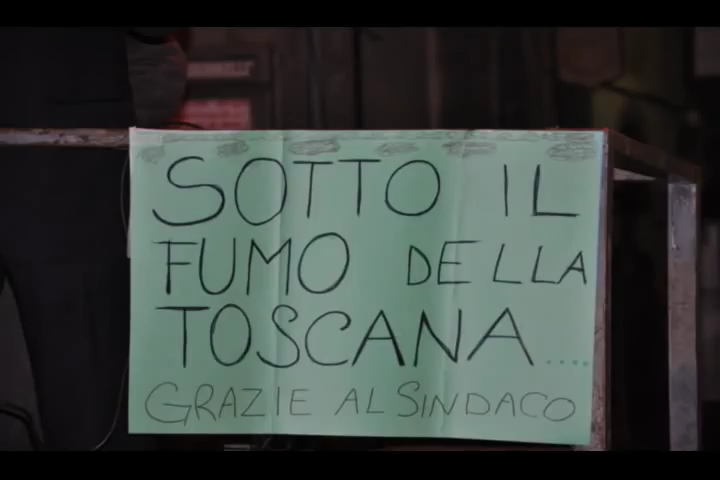 SOTTO IL
FUMO DELLA
TOSCANA....
GRAZIE AL SINDACO